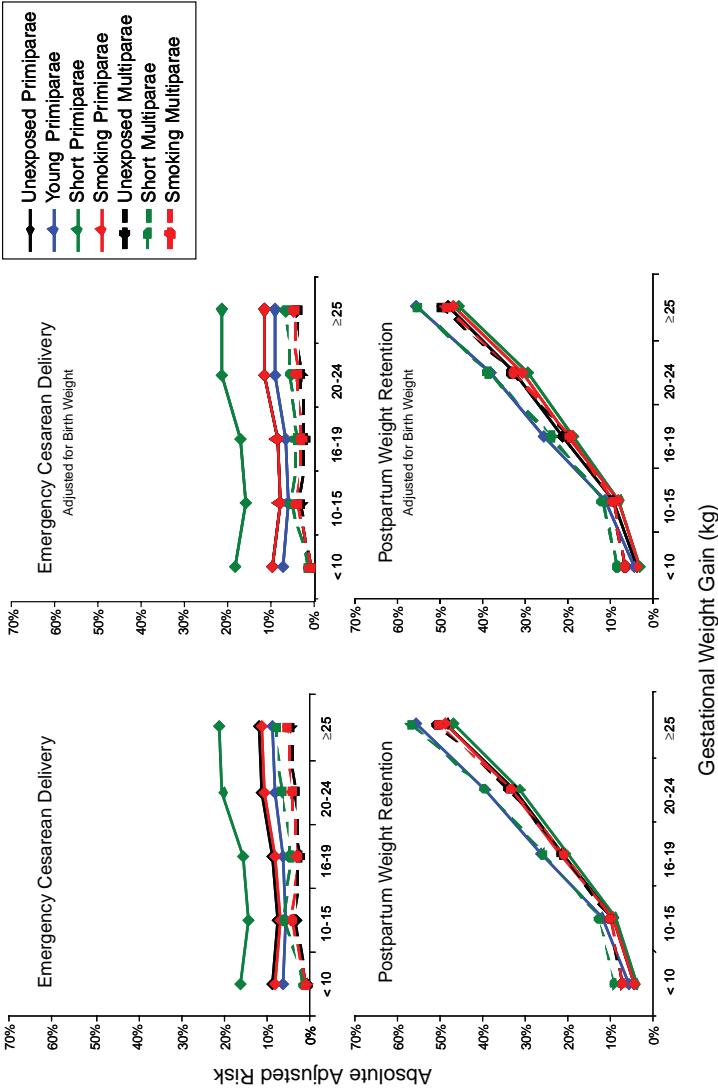 Unexposed Primiparae
Young Primiparae
Short Primiparae
Smoking Primiparae
Unexposed Multiparae
Short Multiparae
Smoking Multiparae
Emergency Cesarean Delivery
70%
60%
50%
40%
30%
20%
10%
0%
<10 10-15 16-19 20-24 ≥25
Emergency Cesarean Delivery
Adjusted for Birth Weight
70%
60%
50%
40%
30%
20%
10%
0%
<10 10-15 16-19 20-24 ≥25
Postpartum Weight Retention
70%
60%
50%
40%
30%
20%
10%
0%
<10 10-15 16-19 20-24 ≥25
Postpartum Weight Retention
Adjusted for Birth Weight
70%
60%
50%
40%
30%
20%
10%
0%
<10 10-15 16-19 20-24 ≥25
Absolute Adjusted Risk
Gestational Weight Gain (kg)